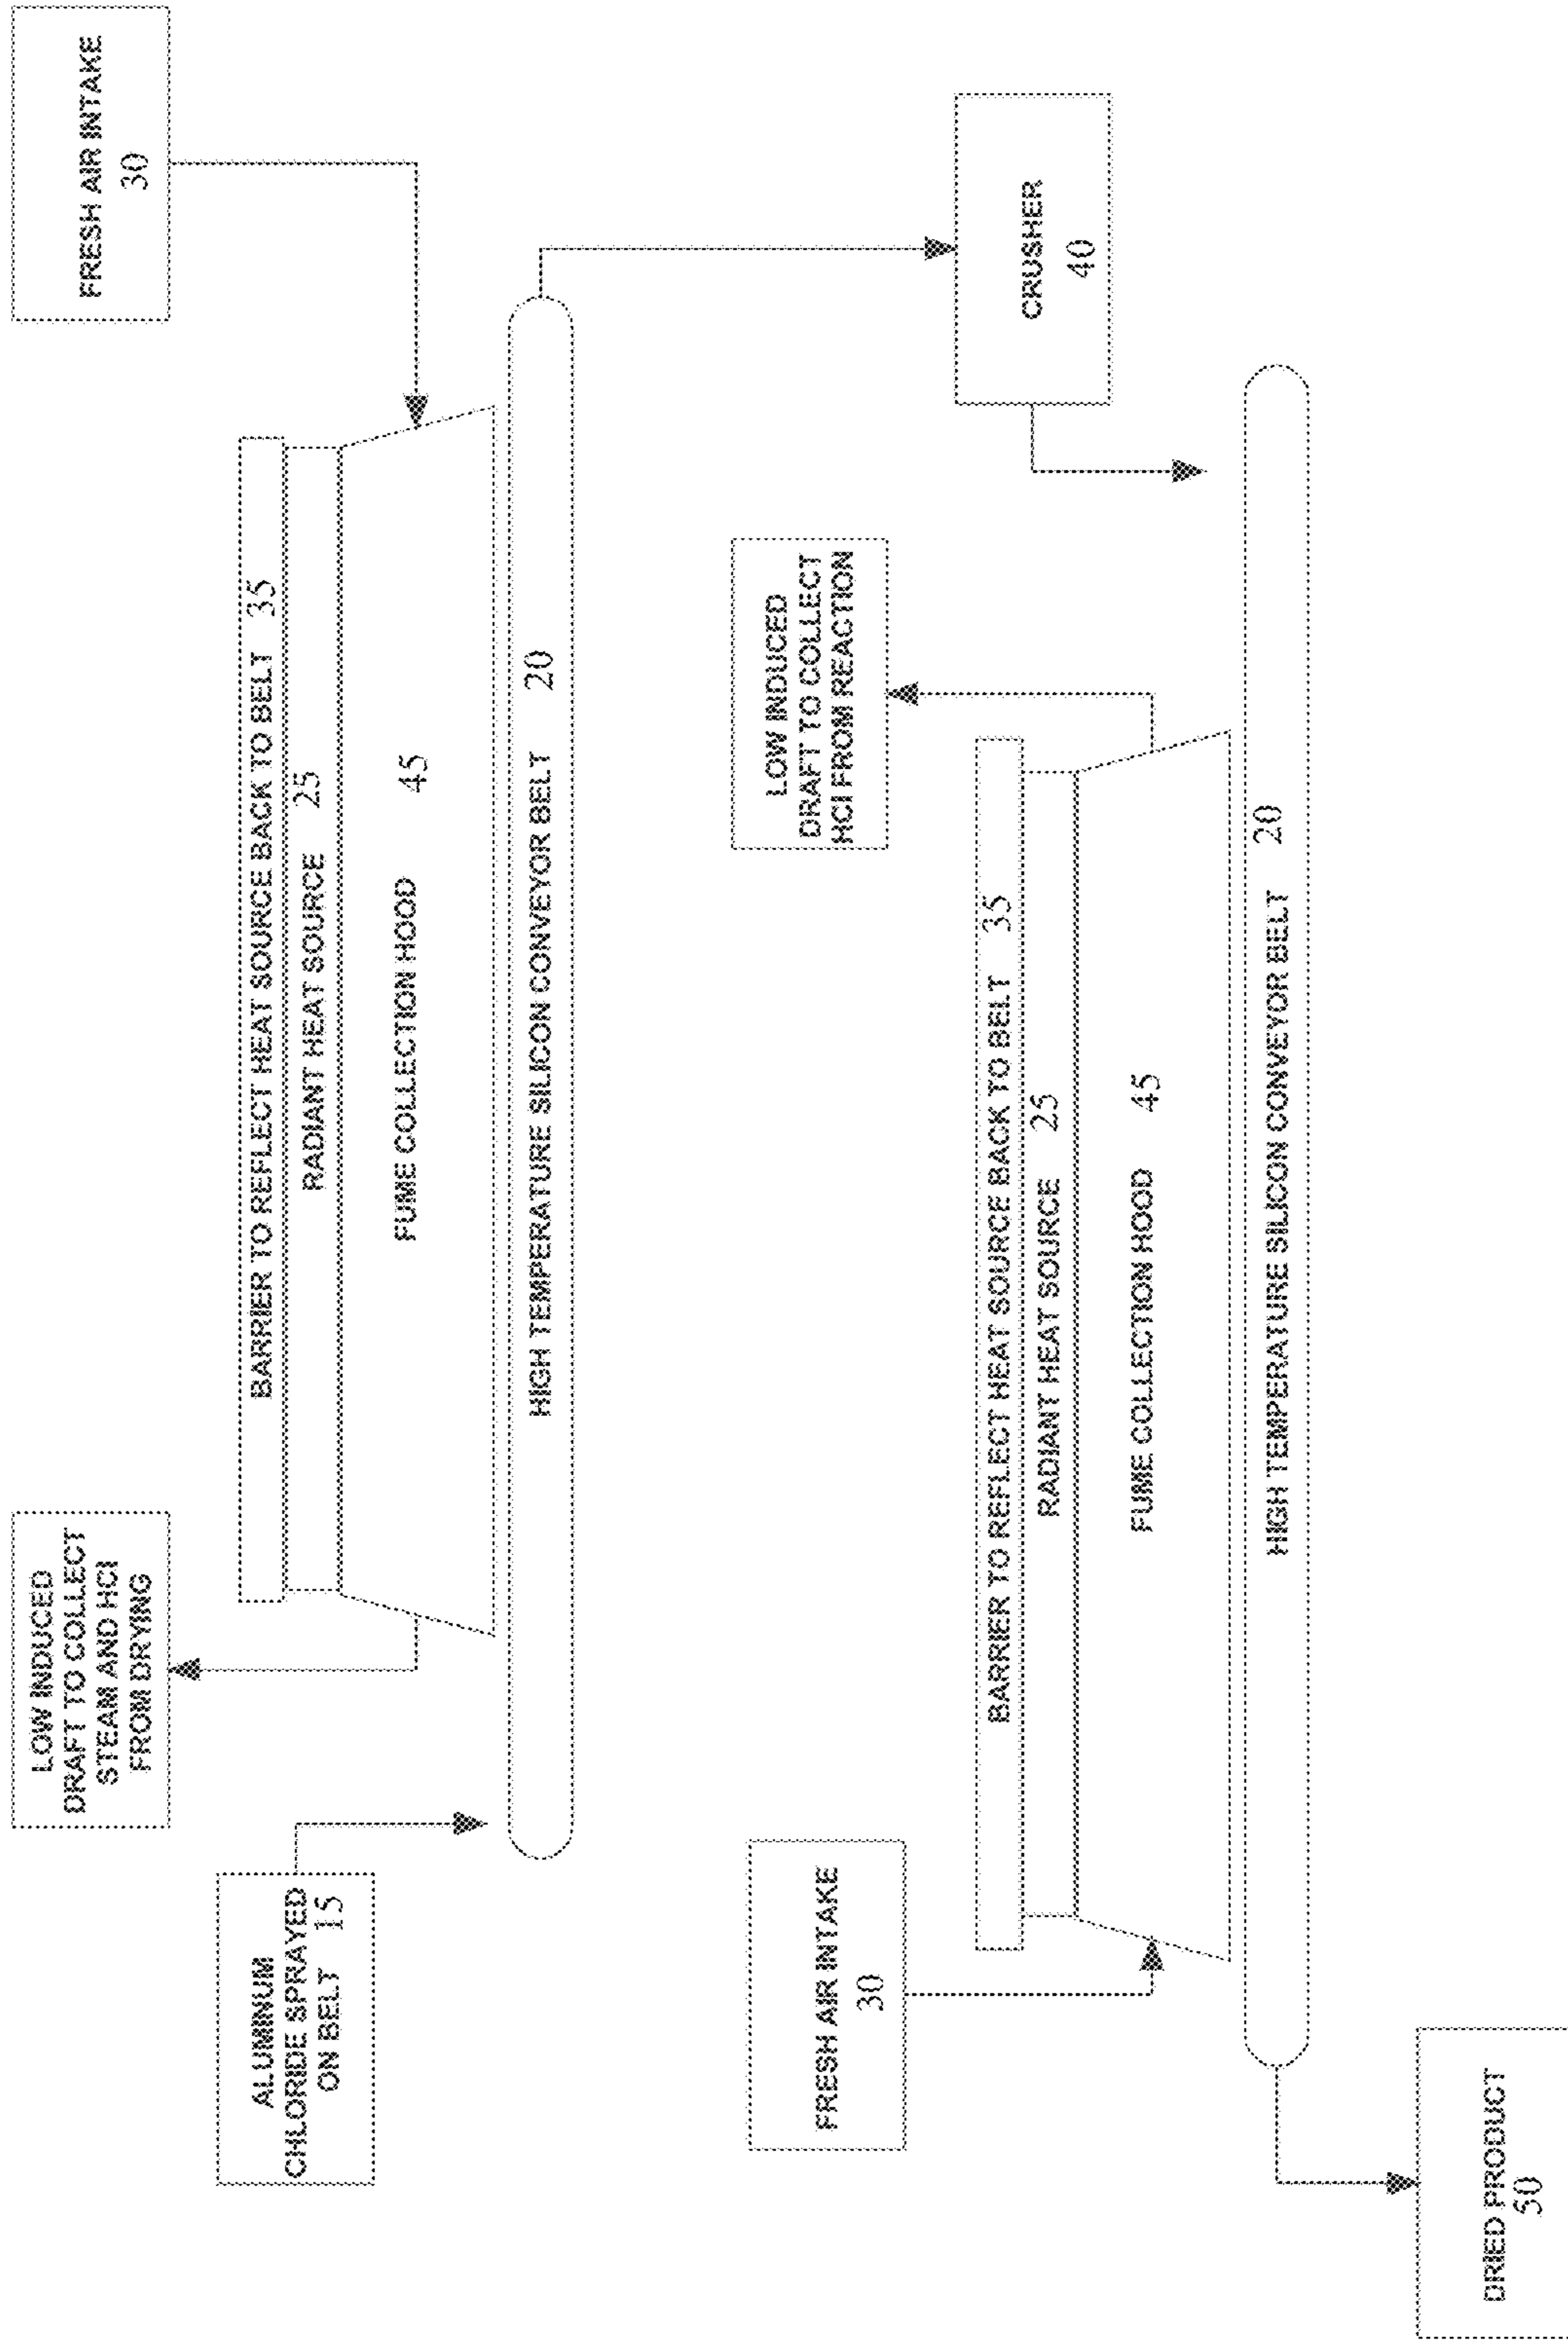 LOW INDUCED
DRAFT TO COLLECT
STEAM AND HCl
FROM DRYING
FRESH AIR INTAKE
30
ALUMINUM
CHLORIDE SPRAYED
ON BELT 15
BARRIER TO REFLECT HEAT SOURCE BACK TO BELT 35
RADIANT HEAT SOURCE 25
FUME COLLECTION HOOD 45
HIGH TEMPERATURE SILICON CONVEYOR BELT 20
FRESH AIR INTAKE
30
LOW INDUCED
DRAFT TO COLLECT
HCl FROM REACTION
CRUSHER
40
BARRIER TO REFLECT HEAT SOURCE BACK TO BELT 35
RADIANT HEAT SOURCE 25
FUME COLLECTION HOOD 45
HIGH TEMPERATURE SILICON CONVEYOR BELT 20
DRIED PRODUCT
50